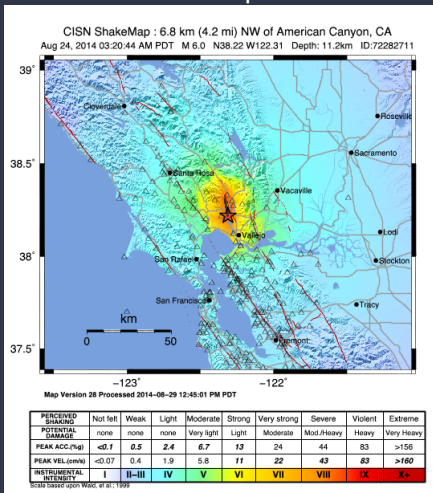 CISN ShakeMap : 6.8 km (4.2 mi) NW of American Canyon, CA
Aug 24, 2014 03:20:44 AM PDT M 6.0 N38.22 W122.31 Depth: 11.2km ID:72282711
39˚
Cloverdale
Roseville
Sacramento
38.5˚
Santa Rosa
Vacaville
Vallejo
Lodi
38˚
San Rafael
Stockton
San Francisco
Tracy
km
0 50
Fremont
37.5˚
-123˚ -122˚
Map Version 28 Processed 2014-08-29 12:45:01 PM PDT
PERCEIVED SHAKING Not felt Weak Light Moderate Strong Very strong Severe Violent Extreme
POTENTIAL DAMAGE none none none Very light Light Moderate Mod./Heavy Heavy Very Heavy
PEAK ACC.(%g) <0.1 0.5 2.4 6.7 13 24 44 83 >156
PEAK VEL.(cm/s) <0.07 0.4 1.9 5.8 11 22 43 83 >160
INSTRUMENTAL INTENSITY I II-III IV V VI VII VIII IX X+
Scale based upon Wald, et al.; 1999